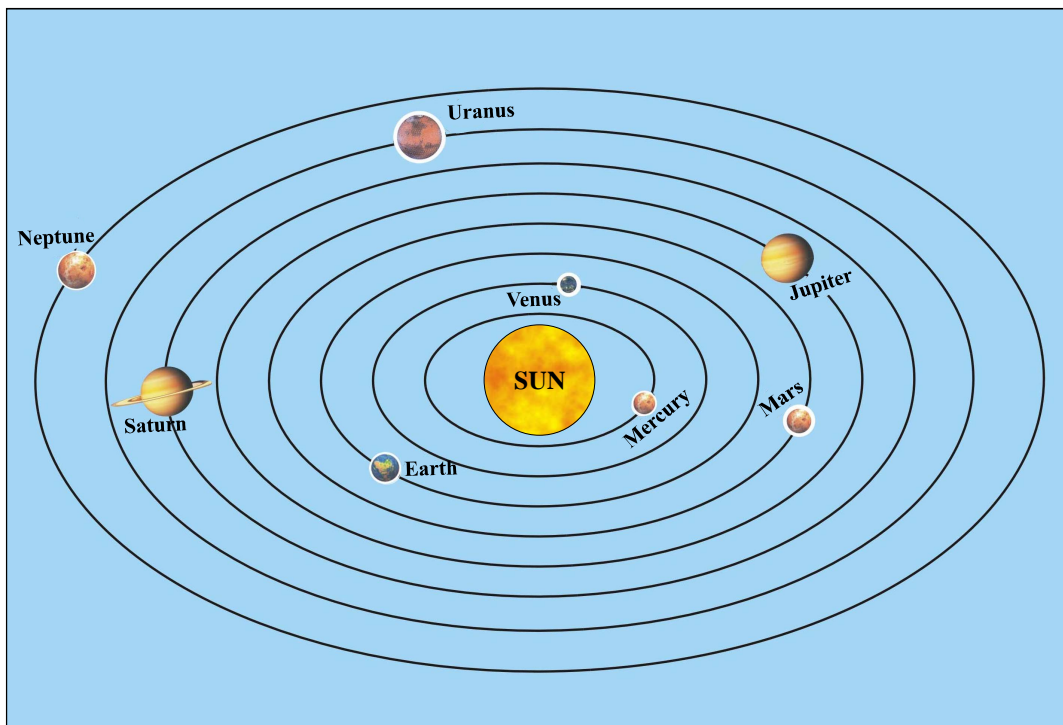 Uranus
Neptune
Jupiter
Venus
SUN
Mercury
Mars
Saturn
Earth